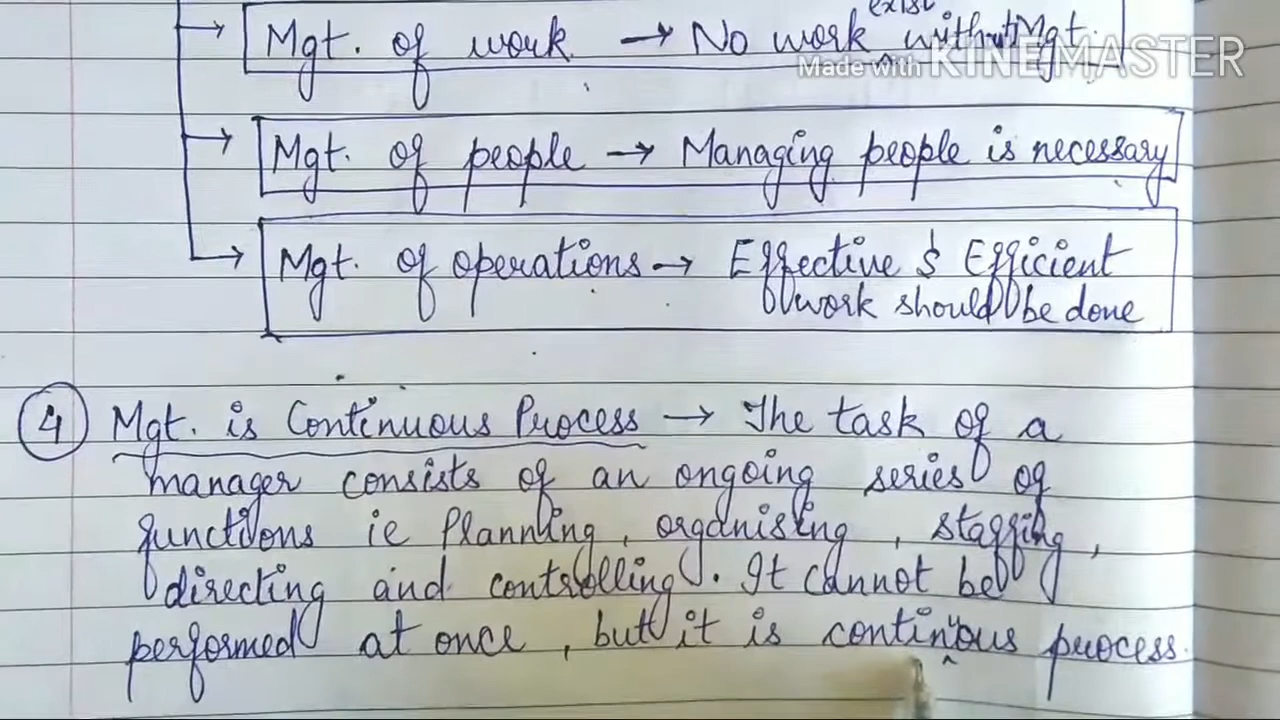 Mgt. of work → No work exist without Mgt.
Made with KINEMASTER
Mgt. of people → Managing people is necessary
Mgt. of operations → Effective & Efficient
work should be done
4 Mgt. is Continuous Process → The task of a
manager consists of an ongoing series of
functions ie Planning, organising, staffing,
directing and controlling. It cannot be
performed at once, but it is continuous process.